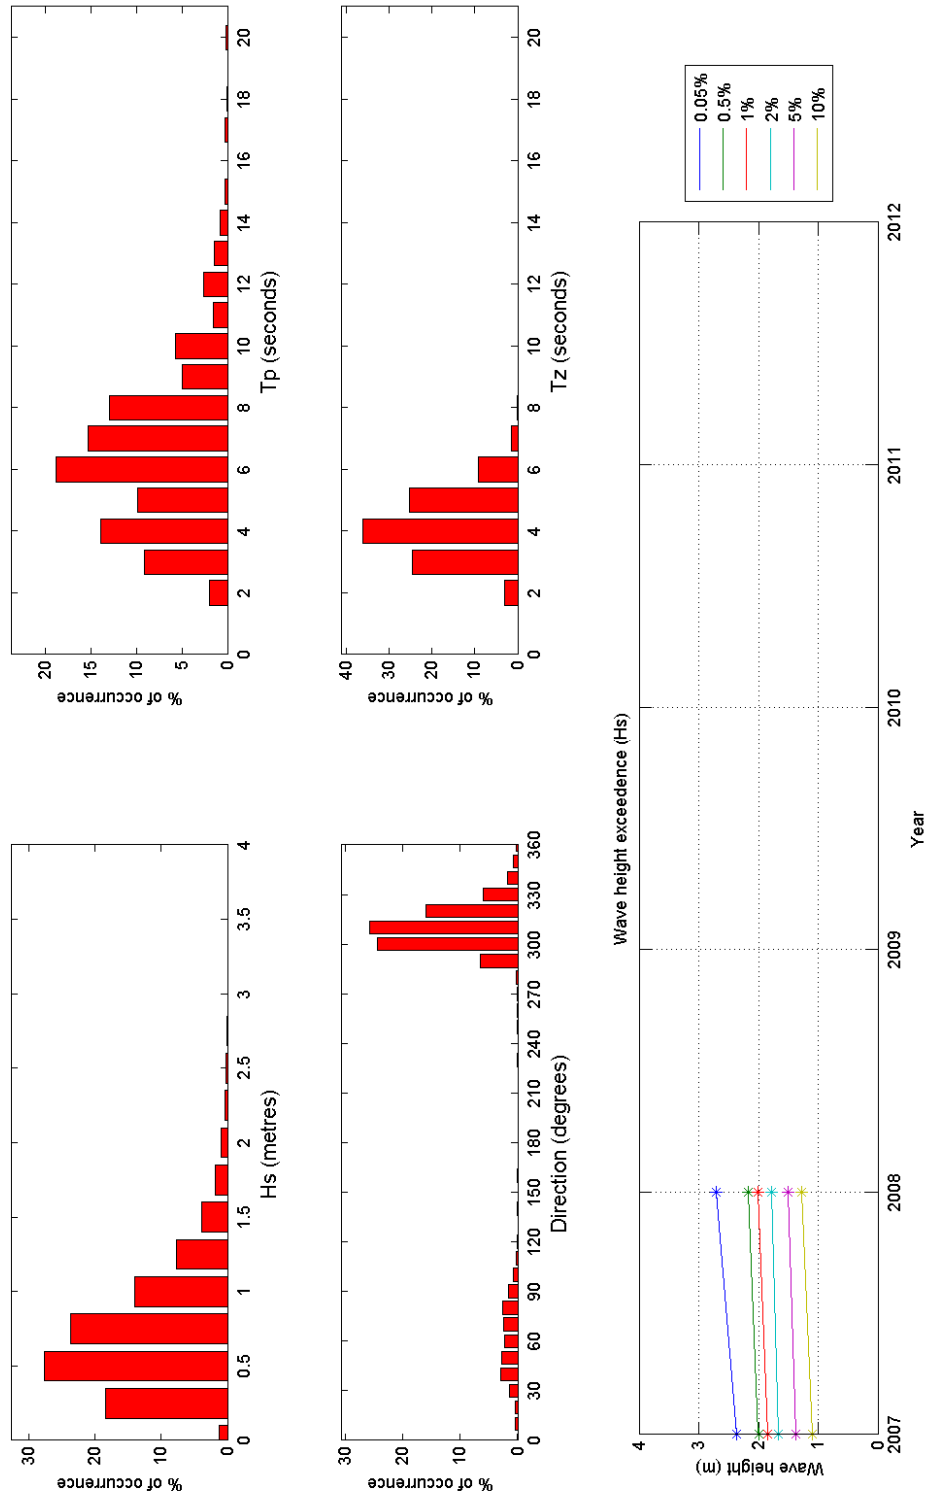 % of occurrence
30
20
10
0
0 0.5 1 1.5 2 2.5 3 3.5 4
Hs (metres)
% of occurrence
20
15
10
5
0
0 2 4 6 8 10 12 14 16 18 20
Tp (seconds)
% of occurrence
30
20
10
0
0 30 60 90 120 150 180 210 240 270 300 330 360
Direction (degrees)
% of occurrence
40
30
20
10
0
0 2 4 6 8 10 12 14 16 18 20
Tz (seconds)
Wave height exceedence (Hs)
Wave height (m)
4
3
2
1
0
2007 2008 2009 2010 2011 2012
Year
0.05%
0.5%
1%
2%
5%
10%